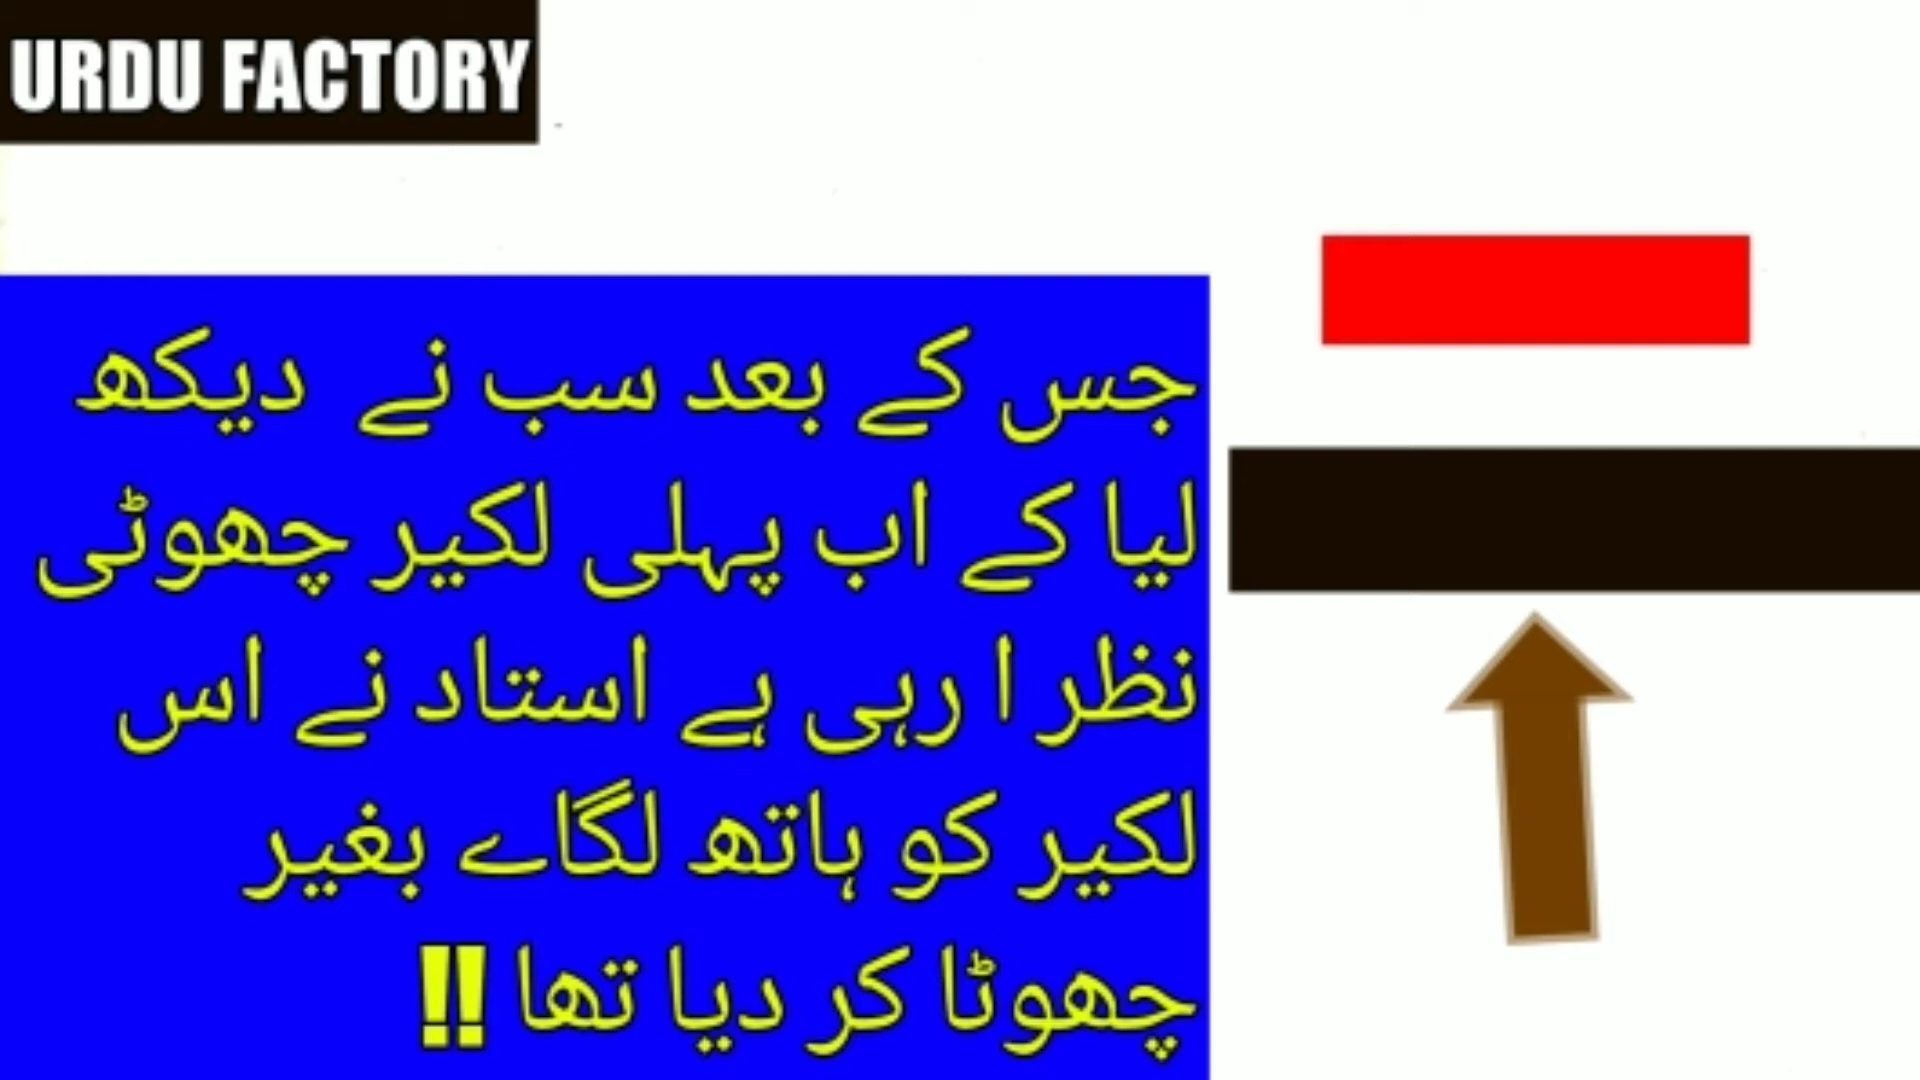 URDU FACTORY
جس کے بعد سب نے دیکھ
لیا کے اب پہلی لکیر چھوٹی
نظر ا رہی ہے استاد نے اس
لکیر کو ہاتھ لگاے بغیر
چھوٹا کر دیا تھا !!